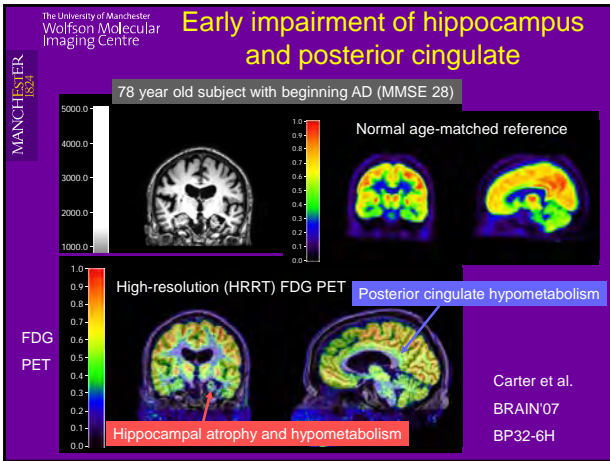 The University of Manchester
Wolfson Molecular
Imaging Centre
MANCHESTER
1824
Early impairment of hippocampus
and posterior cingulate
78 year old subject with beginning AD (MMSE 28)
5000.0
4000.0
3000.0
2000.0
1000.0
1.0
0.9
0.8
0.7
0.6
0.5
0.4
0.3
0.2
0.1
0.0
Normal age-matched reference
High-resolution (HRRT) FDG PET
Posterior cingulate hypometabolism
1.0
0.9
0.8
0.7
0.6
0.5
0.4
0.3
0.2
0.1
0.0
FDG
PET
Hippocampal atrophy and hypometabolism
Carter et al.
BRAIN'07
BP32-6H